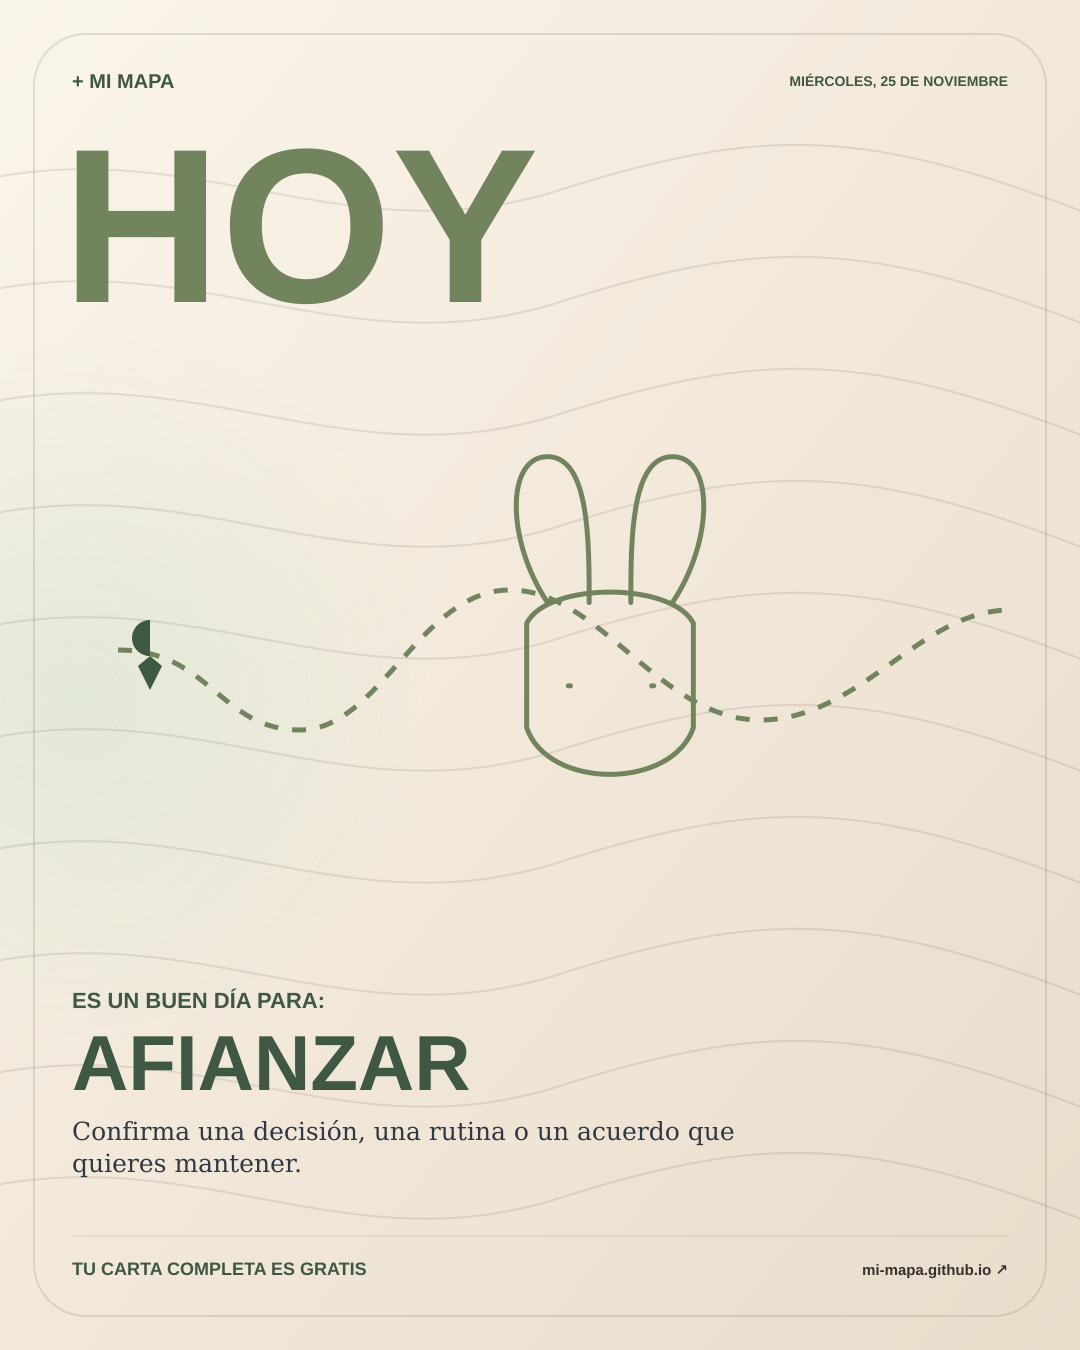 + MI MAPA
MIÉRCOLES, 25 DE NOVIEMBRE
HOY
ES UN BUEN DÍA PARA:
AFIANZAR
Confirma una decisión, una rutina o un acuerdo que
quieres mantener.
TU CARTA COMPLETA ES GRATIS
mi-mapa.github.io ↗